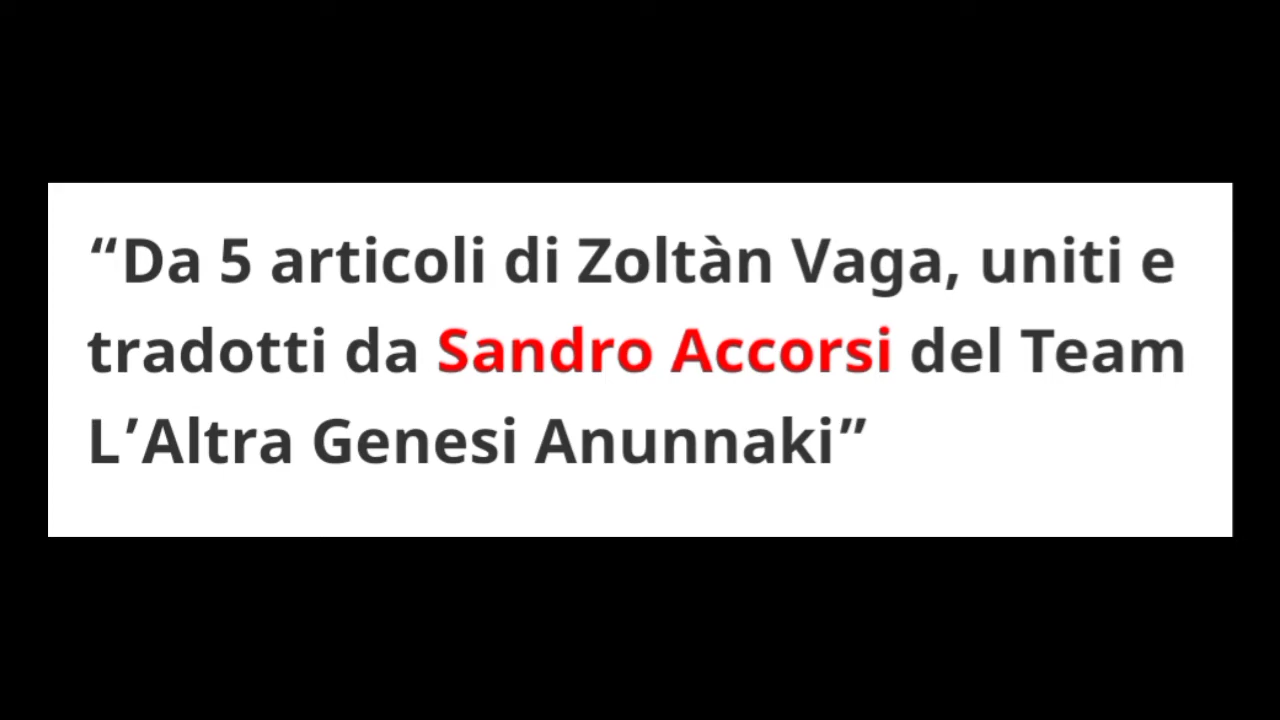 “Da 5 articoli di Zoltàn Vaga, uniti e
tradotti da Sandro Accorsi del Team
L’Altra Genesi Anunnaki”